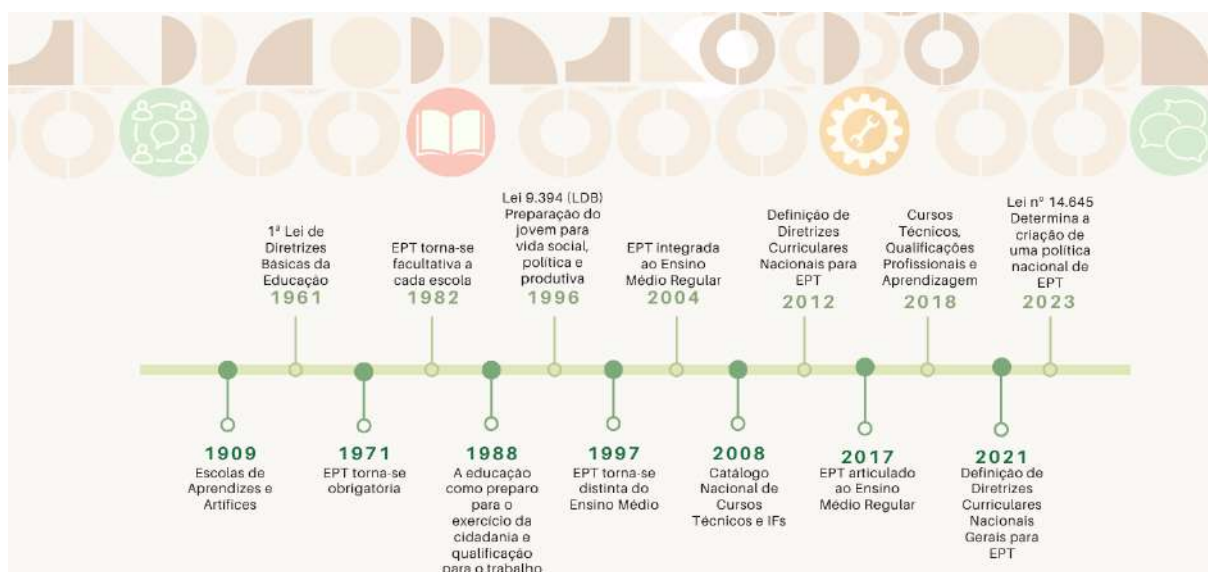 1ª Lei de
Diretrizes
Básicas da
Educação
1961
EPT torna-se
facultativa a
cada escola
1982
Lei 9.394 (LDB)
Preparação do
jovem para
vida social,
política e
produtiva
1996
EPT integrada
ao Ensino
Médio Regular
2004
Definição de
Diretrizes
Curriculares
Nacionais para
EPT
2012
Cursos
Técnicos,
Qualificações
Profissionais e
Aprendizagem
2018
Lei nº 14.645
Determina a
criação de
uma política
nacional de
EPT
2023
1909
Escolas de
Aprendizes e
Artífices
1971
EPT torna-se
obrigatória
1988
A educação
como preparo
para o
exercício da
cidadania e
qualificação
para o trabalho
1997
EPT torna-se
distinta do
Ensino Médio
2008
Catálogo
Nacional de
Cursos
Técnicos e IFs
2017
EPT articulado
ao Ensino
Médio Regular
2021
Definição de
Diretrizes
Curriculares
Nacionais
Gerais para
EPT